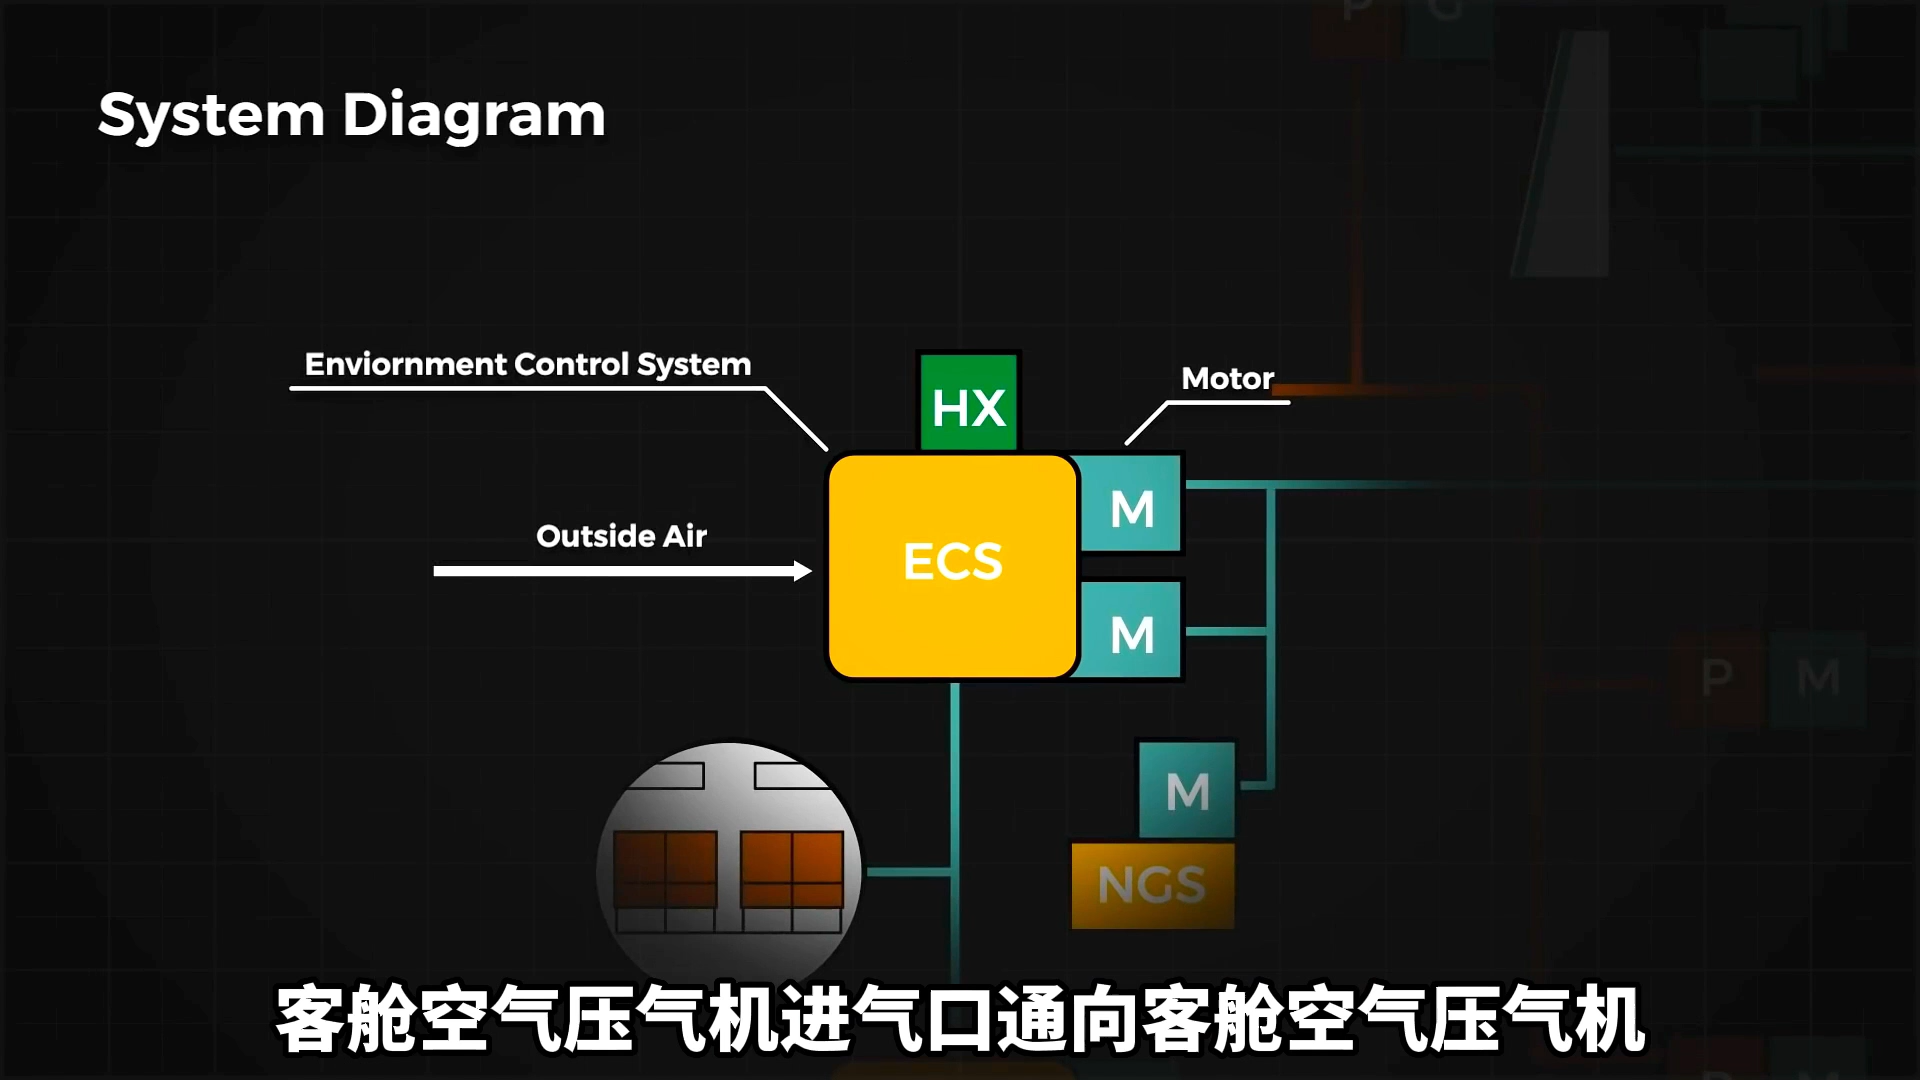 P G
System Diagram
Enviornment Control System
Motor
HX
M
Outside Air
ECS
M
P M
M
NGS
客舱空气压气机进气口通向客舱空气压气机